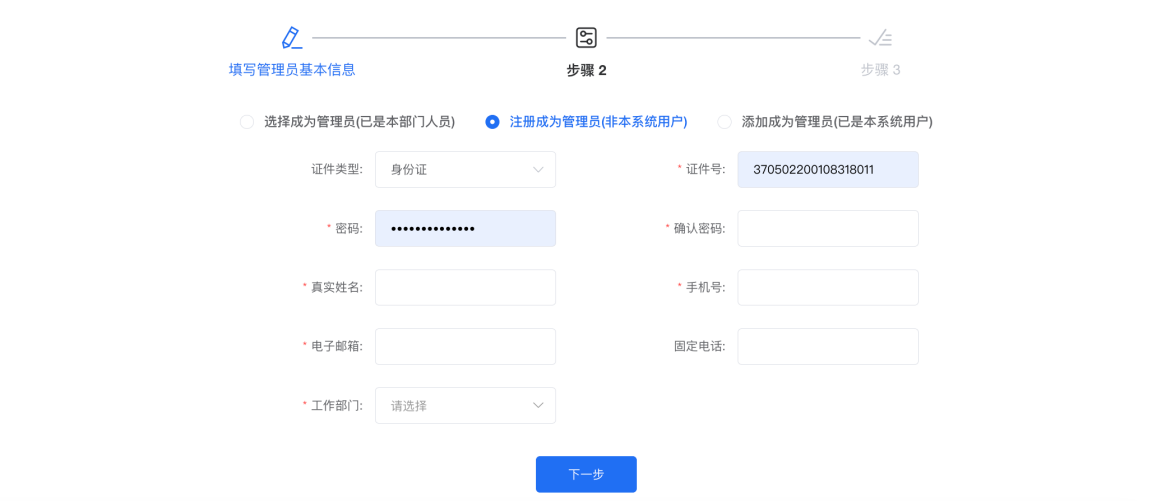 填写管理员基本信息
步骤 2
步骤 3
选择成为管理员(已是本部门人员) 注册成为管理员(非本系统用户) 添加成为管理员(已是本系统用户)
证件类型: 身份证 * 证件号: 370502200108318011
* 密码: •••••••••••••• * 确认密码:
* 真实姓名: * 手机号:
* 电子邮箱: 固定电话:
* 工作部门: 请选择
下一步